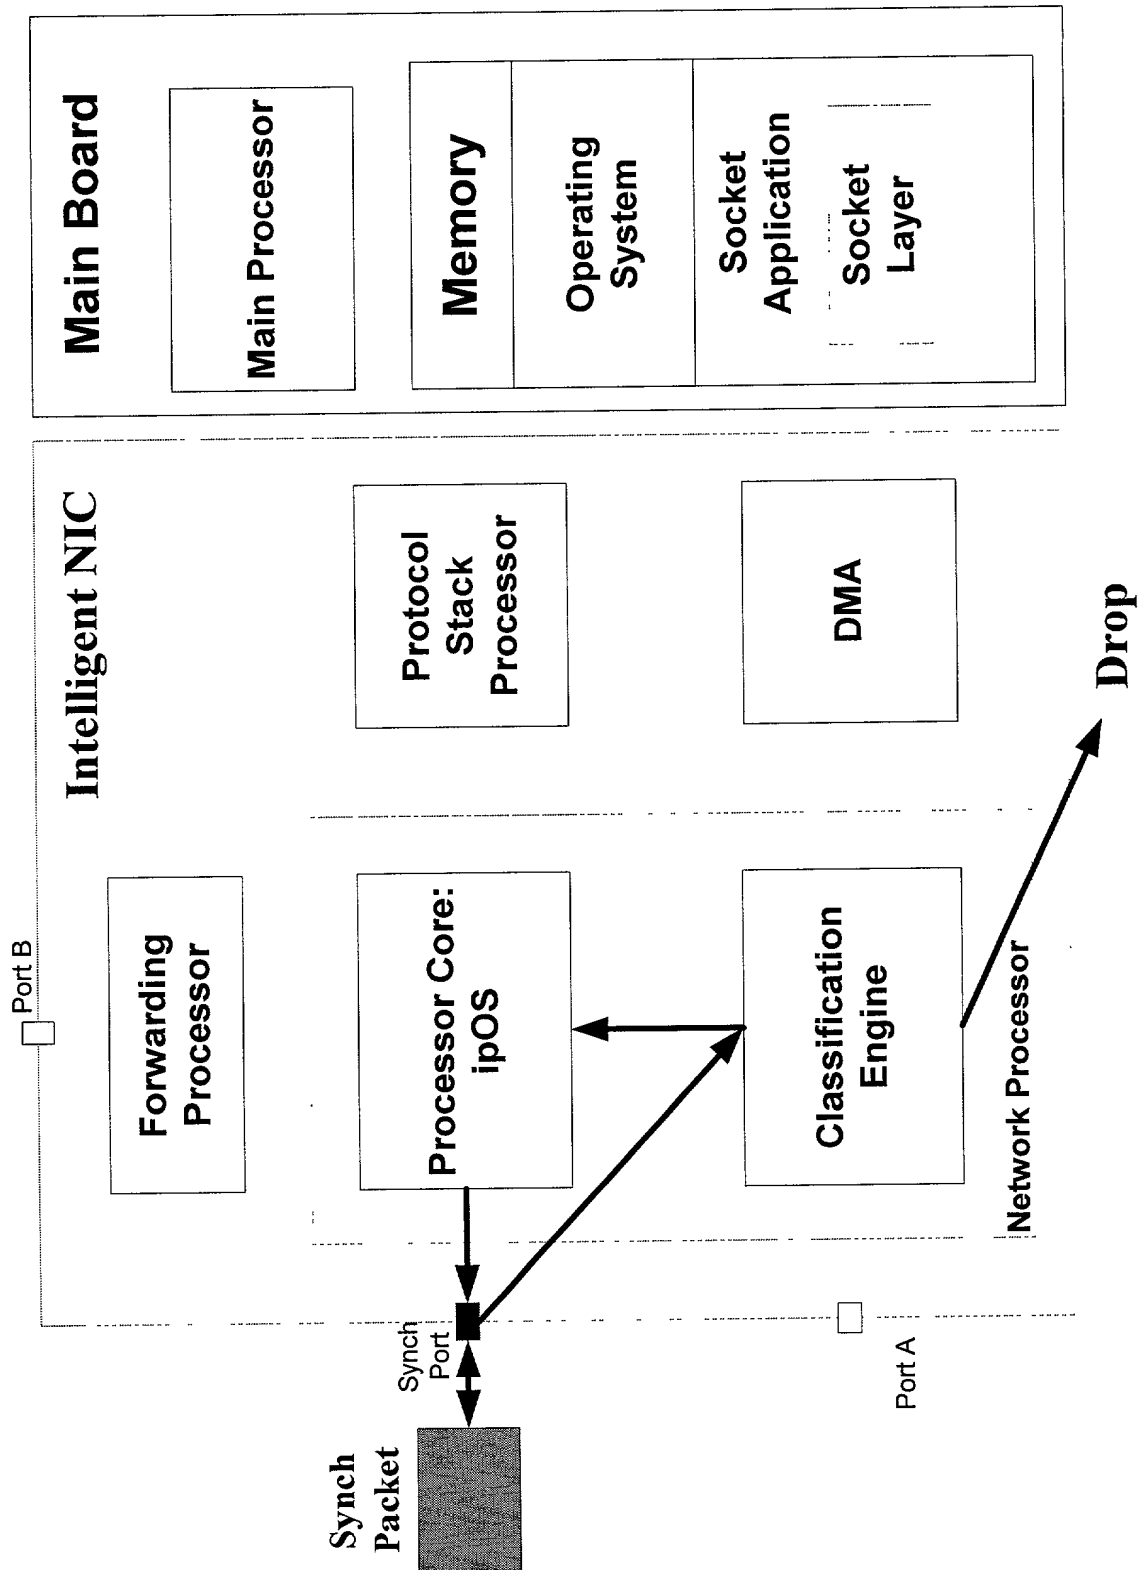 Main Board
Main Processor
Memory
Operating
System
Socket
Application
Socket
Layer
Intelligent NIC
Protocol
Stack
Processor
DMA
Port B
Forwarding
Processor
Processor Core:
ipOS
Classification
Engine
Network Processor
Drop
Synch
Port
Port A
Synch
Packet